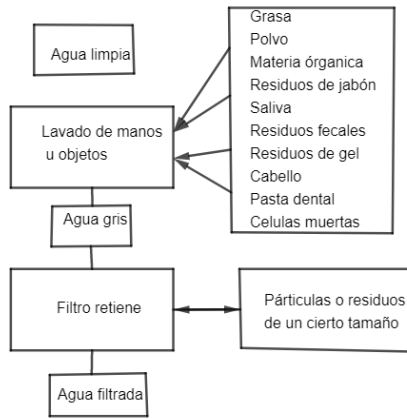 Agua limpia
Grasa
Polvo
Materia órganica
Residuos de jabón
Saliva
Residuos fecales
Residuos de gel
Cabello
Pasta dental
Celulas muertas
Lavado de manos
u objetos
Agua gris
Filtro retiene
Párticulas o residuos
de un cierto tamaño
Agua filtrada